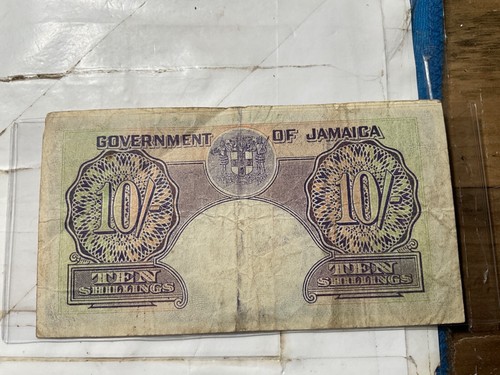 GOVERNMENT OF JAMAICA
10/- 10/-
TEN TEN
SHILLINGS SHILLINGS